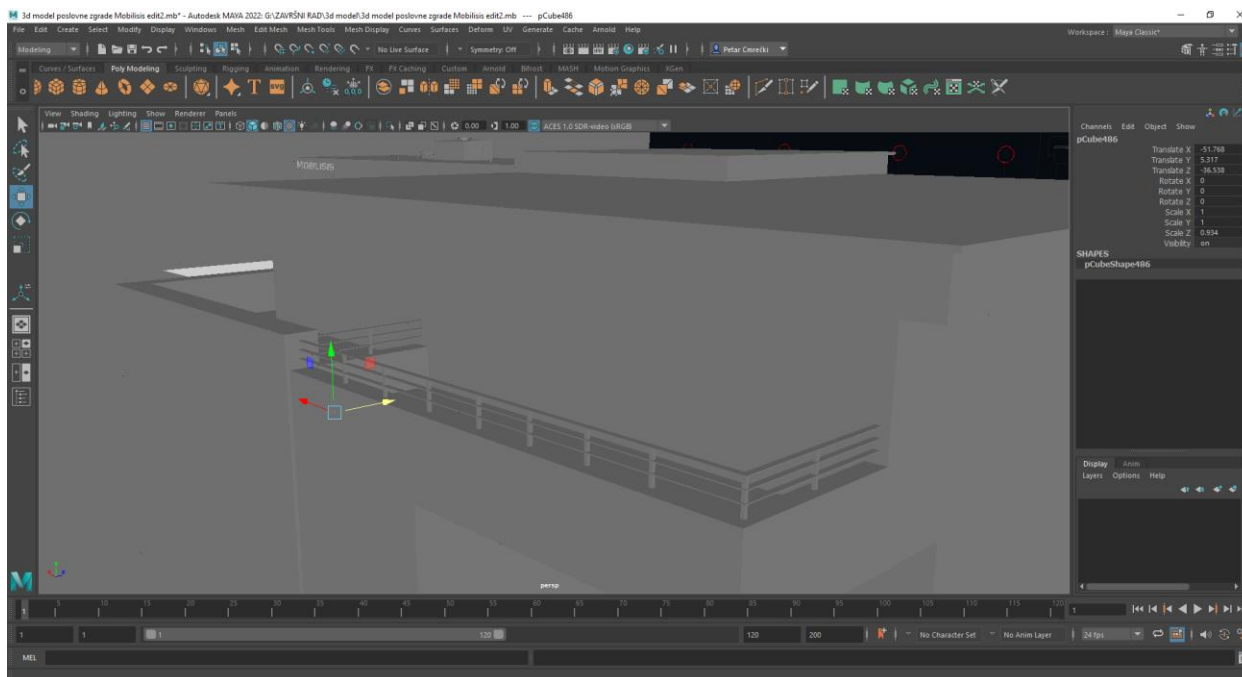 3d model poslovne zgrade Mobilisis edit2.mb* - Autodesk MAYA 2022: G:\ZAVRŠNI RAD\3d model\3d model poslovne zgrade Mobilisis edit2.mb --- pCube486
File Edit Create Select Modify Display Windows Mesh Edit Mesh Mesh Tools Mesh Display Curves Surfaces Deform UV Generate Cache Arnold Help
Workspace : Maya Classic*
Modeling No Live Surface Symmetry: Off Petar Cmrečki
Curves / Surfaces Poly Modeling Sculpting Rigging Animation Rendering FX FX Caching Custom Arnold Bifrost MASH Motion Graphics XGen
View Shading Lighting Show Renderer Panels
0.00 1.00 ACES 1.0 SDR-video (sRGB)
MOBILISIS
persp
Channels Edit Object Show
pCube486
Translate X -51.768
Translate Y 5.317
Translate Z -36.538
Rotate X 0
Rotate Y 0
Rotate Z 0
Scale X 1
Scale Y 1
Scale Z 0.934
Visibility on
SHAPES
pCubeShape486
Display Anim
Layers Options Help
1 5 10 15 20 25 30 35 40 45 50 55 60 65 70 75 80 85 90 95 100 105 110 115 120 1
1 1 1 120 120 200 No Character Set No Anim Layer 24 fps
MEL